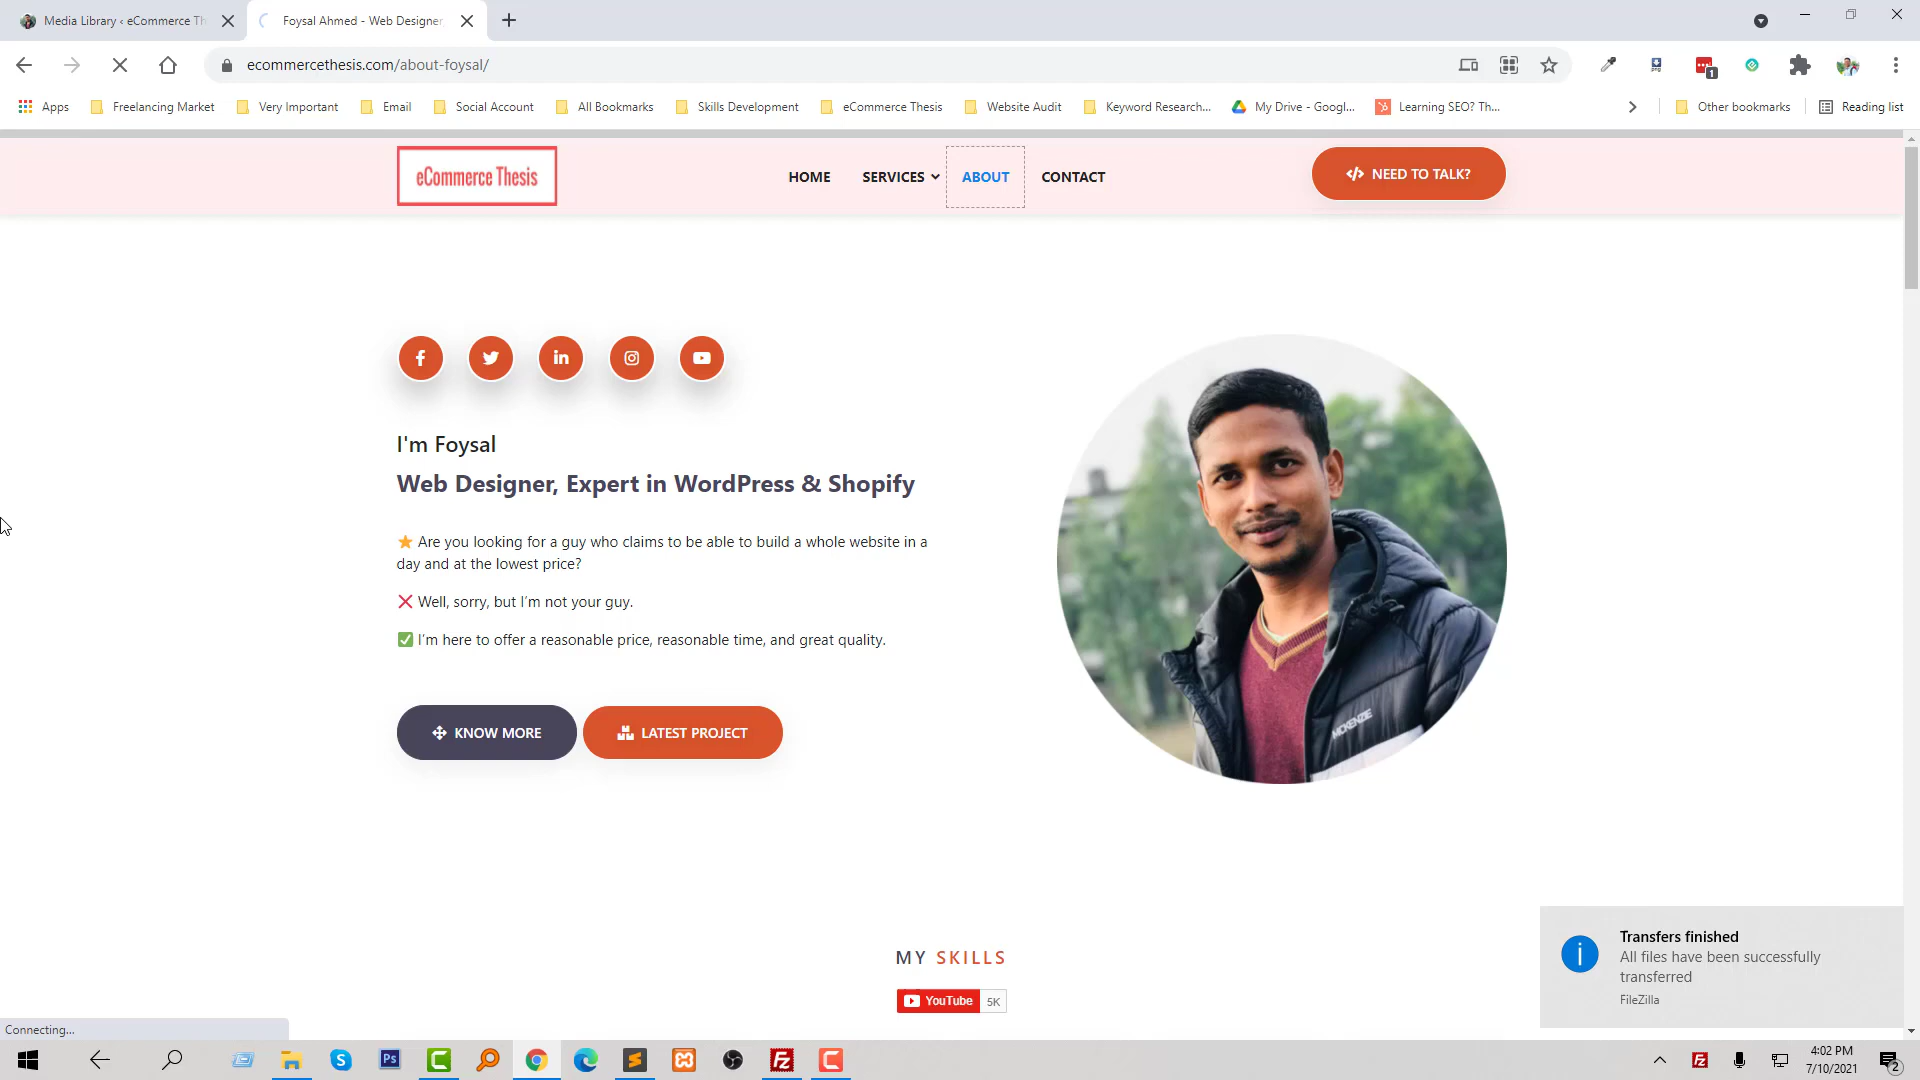 Media Library ‹ eCommerce Th
Foysal Ahmed - Web Designer,
ecommercethesis.com/about-foysal/
1
Apps
Freelancing Market
Very Important
Email
Social Account
All Bookmarks
Skills Development
eCommerce Thesis
Website Audit
Keyword Research...
My Drive - Googl...
Learning SEO? Th...
Other bookmarks
Reading list
eCommerce Thesis
HOME
SERVICES
ABOUT
CONTACT
NEED TO TALK?
I'm Foysal
Web Designer, Expert in WordPress & Shopify
Are you looking for a guy who claims to be able to build a whole website in a
day and at the lowest price?
Well, sorry, but I'm not your guy.
I'm here to offer a reasonable price, reasonable time, and great quality.
KNOW MORE
LATEST PROJECT
MCKENZIE
MY SKILLS
YouTube 5K
Transfers finished
All files have been successfully
transferred
FileZilla
Connecting...
4:02 PM
7/10/2021
2